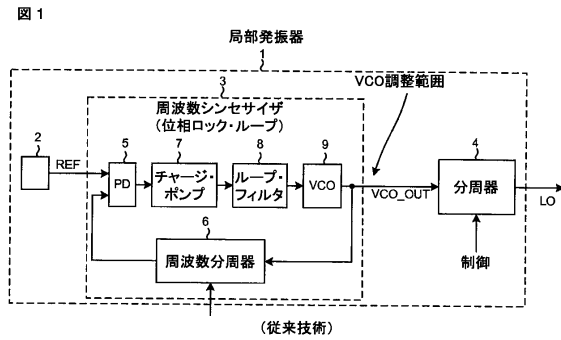 図1
局部発振器
1
VCO調整範囲
3
周波数シンセサイザ
(位相ロック・ループ)
2
REF
5
PD
7
チャージ・
ポンプ
8
ループ・
フィルタ
9
VCO
VCO_OUT
4
分周器
LO
6
周波数分周器
制御
(従来技術)